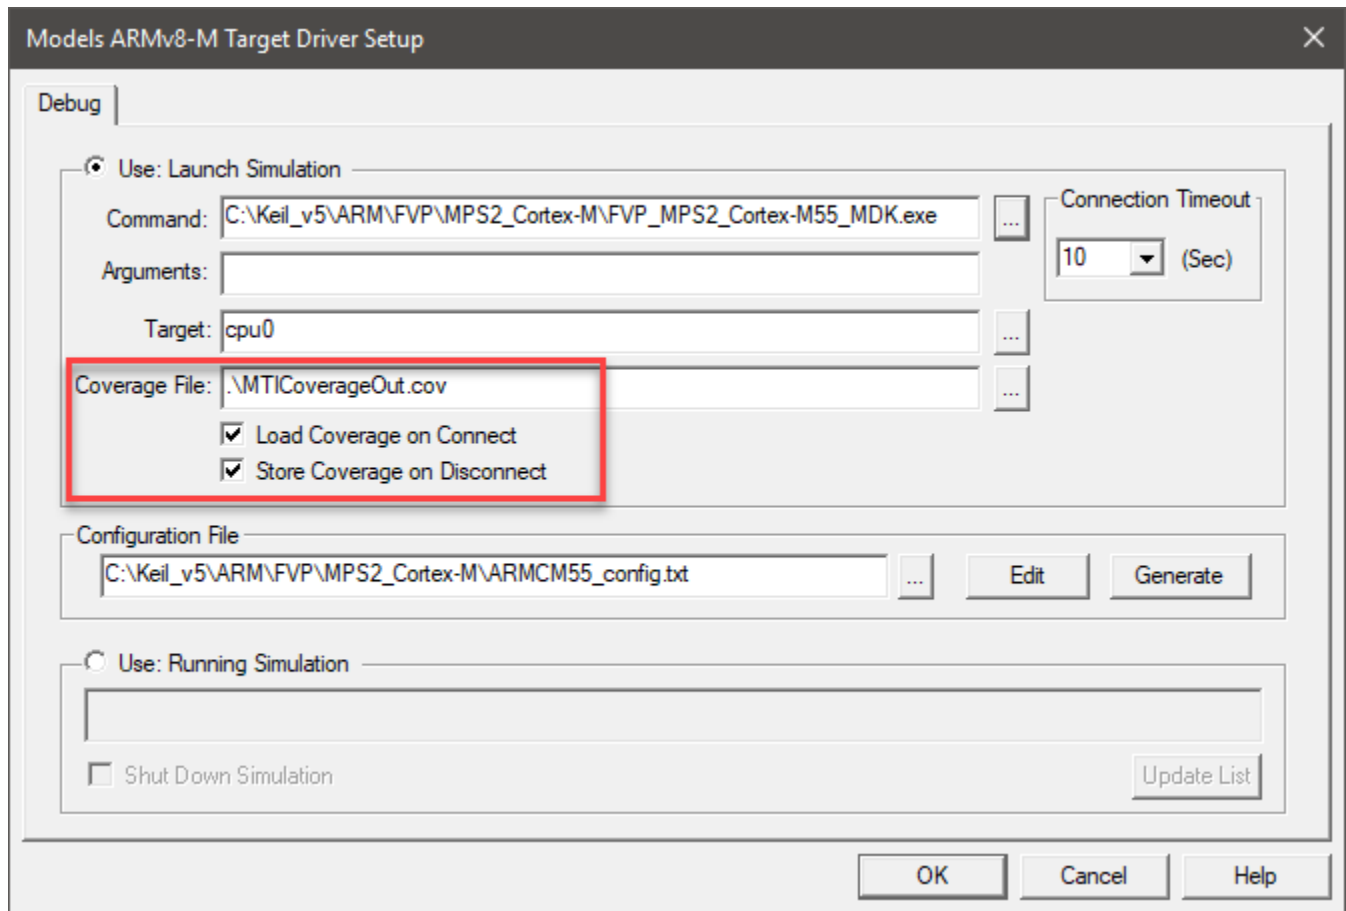 Models ARMv8-M Target Driver Setup
Debug
Use: Launch Simulation
Command: C:\Keil_v5\ARM\FVP\MPS2_Cortex-M\FVP_MPS2_Cortex-M55_MDK.exe ...
Connection Timeout
10 (Sec)
Arguments:
Target: cpu0 ...
Coverage File: .\MTICoverageOut.cov ...
Load Coverage on Connect
Store Coverage on Disconnect
Configuration File
C:\Keil_v5\ARM\FVP\MPS2_Cortex-M\ARMCM55_config.txt ... Edit Generate
Use: Running Simulation
Shut Down Simulation Update List
OK Cancel Help